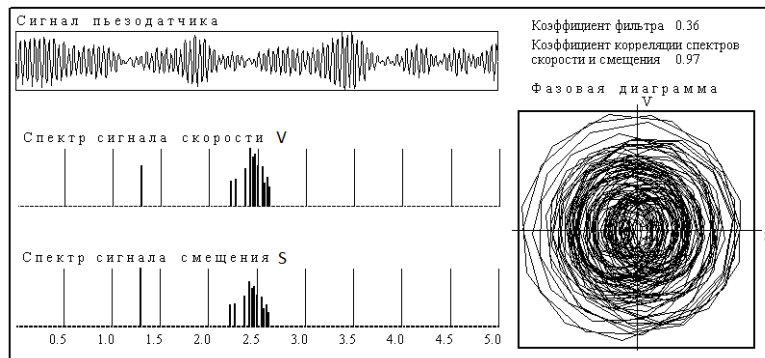 Сигнал пьезодатчика
Коэффициент фильтра 0.36
Коэффициент корреляции спектров
скорости и смещения 0.97
Фазовая диаграмма
V
Спектр сигнала скорости V
Спектр сигнала смещения S
0.5 1.0 1.5 2.0 2.5 3.0 3.5 4.0 4.5 5.0